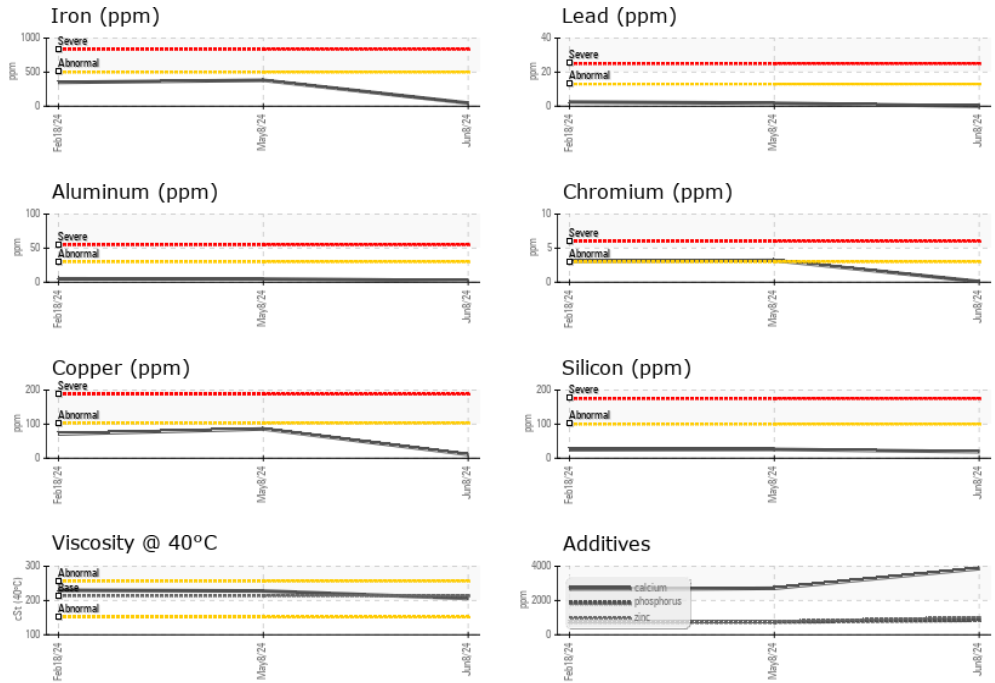 Iron (ppm)
1000
500
0
ppm
Severe
Abnormal
Feb18/24
May8/24
Jun8/24
Lead (ppm)
40
20
0
ppm
Severe
Abnormal
Feb18/24
May8/24
Jun8/24
Aluminum (ppm)
100
50
0
ppm
Severe
Abnormal
Feb18/24
May8/24
Jun8/24
Chromium (ppm)
10
5
0
ppm
Severe
Abnormal
Feb18/24
May8/24
Jun8/24
Copper (ppm)
200
100
0
ppm
Severe
Abnormal
Feb18/24
May8/24
Jun8/24
Silicon (ppm)
200
100
0
ppm
Severe
Abnormal
Feb18/24
May8/24
Jun8/24
Viscosity @ 40°C
300
200
100
cSt (40°C)
Abnormal
Base
Abnormal
Feb18/24
May8/24
Jun8/24
Additives
4000
2000
0
ppm
calcium
phosphorus
zinc
Feb18/24
May8/24
Jun8/24